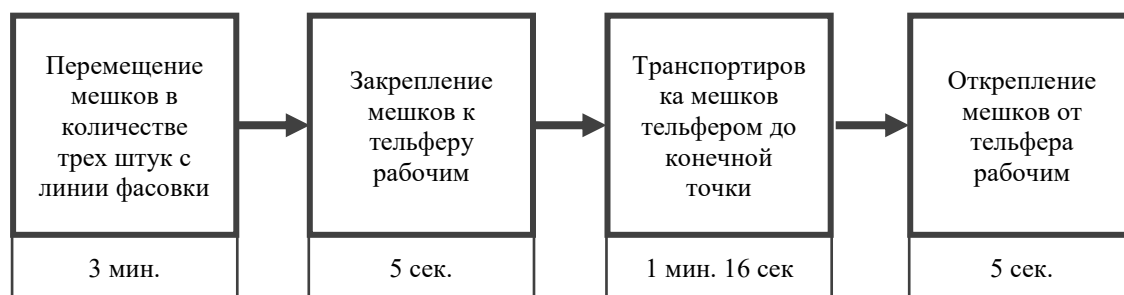 Перемещение
мешков в
количестве
трех штук с
линии фасовки
3 мин.
Закрепление
мешков к
тельферу
рабочим
5 сек.
Транспортиров
ка мешков
тельфером до
конечной
точки
1 мин. 16 сек
Открепление
мешков от
тельфера
рабочим
5 сек.